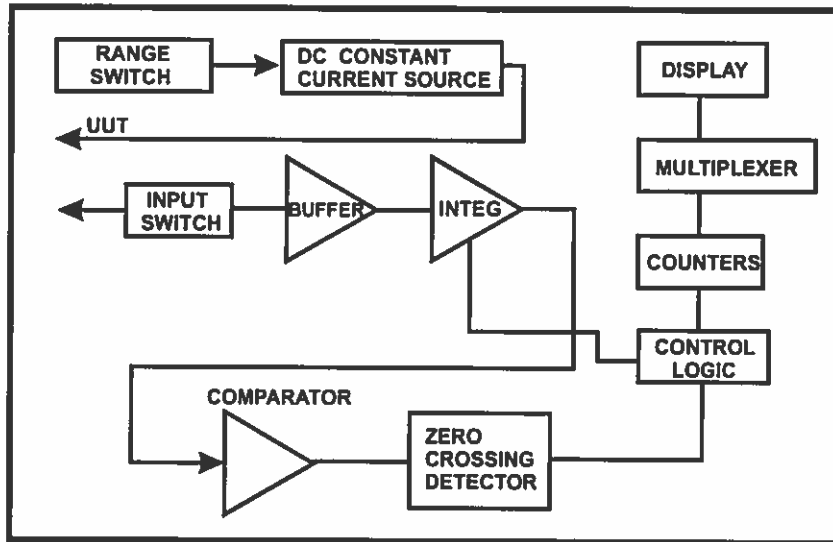 RANGE
SWITCH
DC CONSTANT
CURRENT SOURCE
DISPLAY
UUT
MULTIPLEXER
INPUT
SWITCH
BUFFER
INTEG
COUNTERS
CONTROL
LOGIC
COMPARATOR
ZERO
CROSSING
DETECTOR